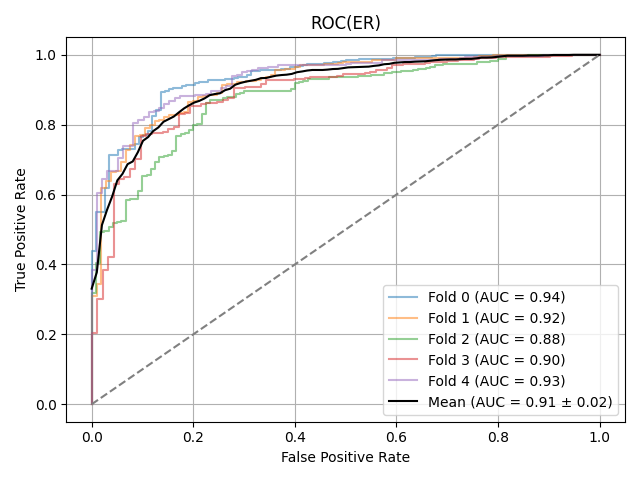 ROC(ER)
True Positive Rate
1.0
0.8
0.6
0.4
0.2
0.0
Fold 0 (AUC = 0.94)
Fold 1 (AUC = 0.92)
Fold 2 (AUC = 0.88)
Fold 3 (AUC = 0.90)
Fold 4 (AUC = 0.93)
Mean (AUC = 0.91 ± 0.02)
0.0 0.2 0.4 0.6 0.8 1.0
False Positive Rate